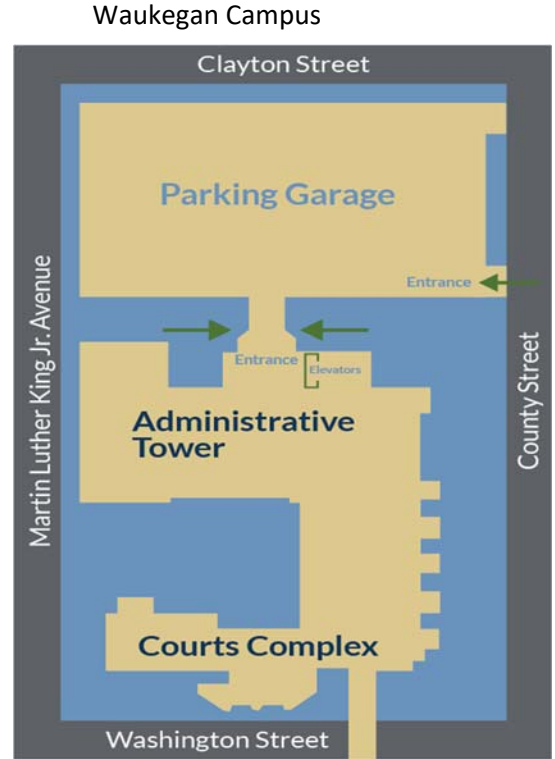 Waukegan Campus
Clayton Street
Parking Garage
Entrance
Martin Luther King Jr. Avenue
County Street
Entrance
Elevators
Administrative
Tower
Courts Complex
Washington Street